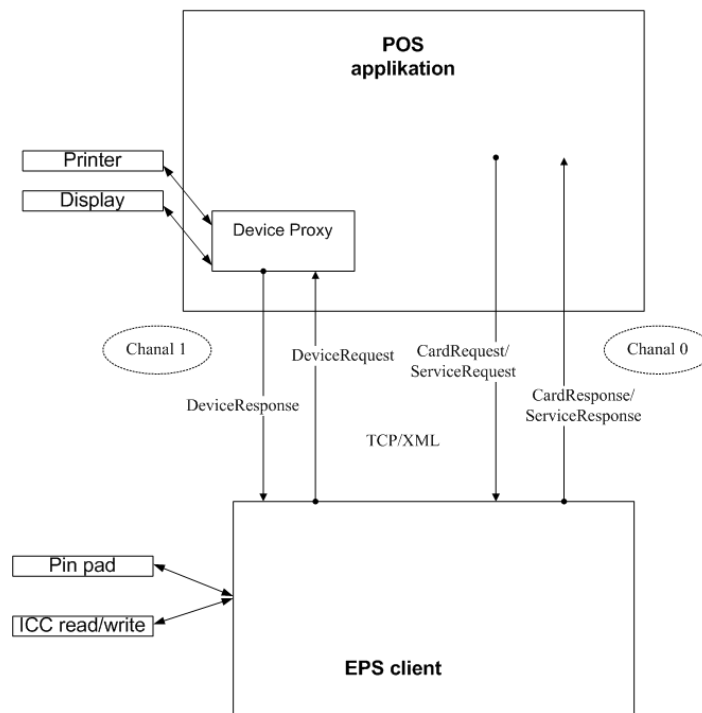 POS
applikation
Printer
Display
Device Proxy
Chanal 1
DeviceRequest
CardRequest/
ServiceRequest
Chanal 0
DeviceResponse
CardResponse/
ServiceResponse
TCP/XML
Pin pad
ICC read/write
EPS client